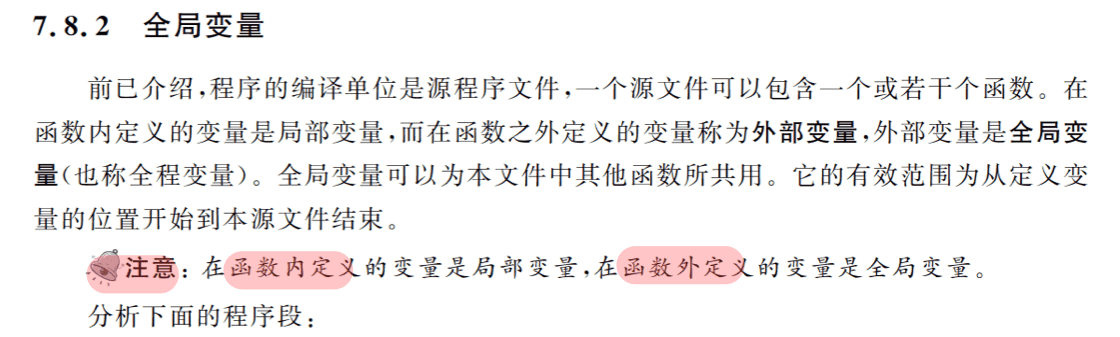 7.8.2 全局变量
前已介绍,程序的编译单位是源程序文件,一个源文件可以包含一个或若干个函数。在
函数内定义的变量是局部变量,而在函数之外定义的变量称为外部变量,外部变量是全局变
量(也称全程变量)。全局变量可以为本文件中其他函数所共用。它的有效范围为从定义变
量的位置开始到本源文件结束。
注意:在函数内定义的变量是局部变量,在函数外定义的变量是全局变量。
分析下面的程序段: